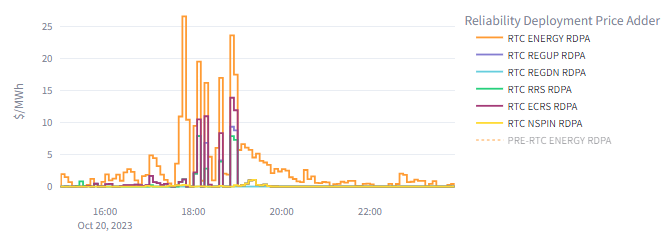 Reliability Deployment Price Adder
RTC ENERGY RDPA
RTC REGUP RDPA
RTC REGDN RDPA
RTC RRS RDPA
RTC ECRS RDPA
RTC NSPIN RDPA
PRE-RTC ENERGY RDPA
$/MWh
25
20
15
10
5
0
16:00 18:00 20:00 22:00
Oct 20, 2023